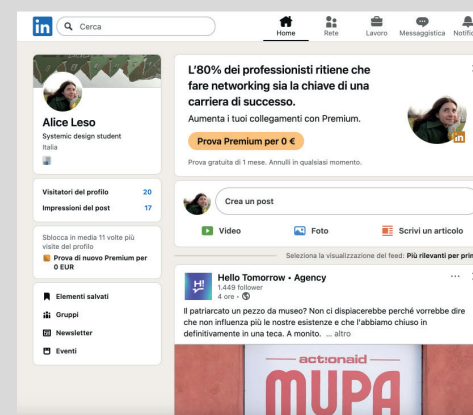 in
Cerca
Home
Rete
Lavoro
Messaggistica
Alice Leso
Systemic design student
Italia
Visitatori del profilo 20
Impressioni del post 17
Sblocca in media 11 volte più
visite del profilo
Prova di nuovo Premium per
0 EUR
Elementi salvati
Gruppi
Newsletter
Eventi
L'80% dei professionisti ritiene che
fare networking sia la chiave di una
carriera di successo.
Aumenta i tuoi collegamenti con Premium.
Prova Premium per 0 €
Prova gratuita di 1 mese. Annulli in qualsiasi momento.
in
Crea un post
Video
Foto
Scrivi un articolo
Seleziona la visualizzazione del feed: Più rilevanti per prim
H!
Hello Tomorrow • Agency
1.449 follower
4 ore •
Il patriarcato un pezzo da museo? Non ci dispiacerebbe perché vorrebbe dire
che non influenza più le nostre esistenze e che l'abbiamo chiuso in
definitivamente in una teca. A monito. ... altro
act!onaid
MUPA